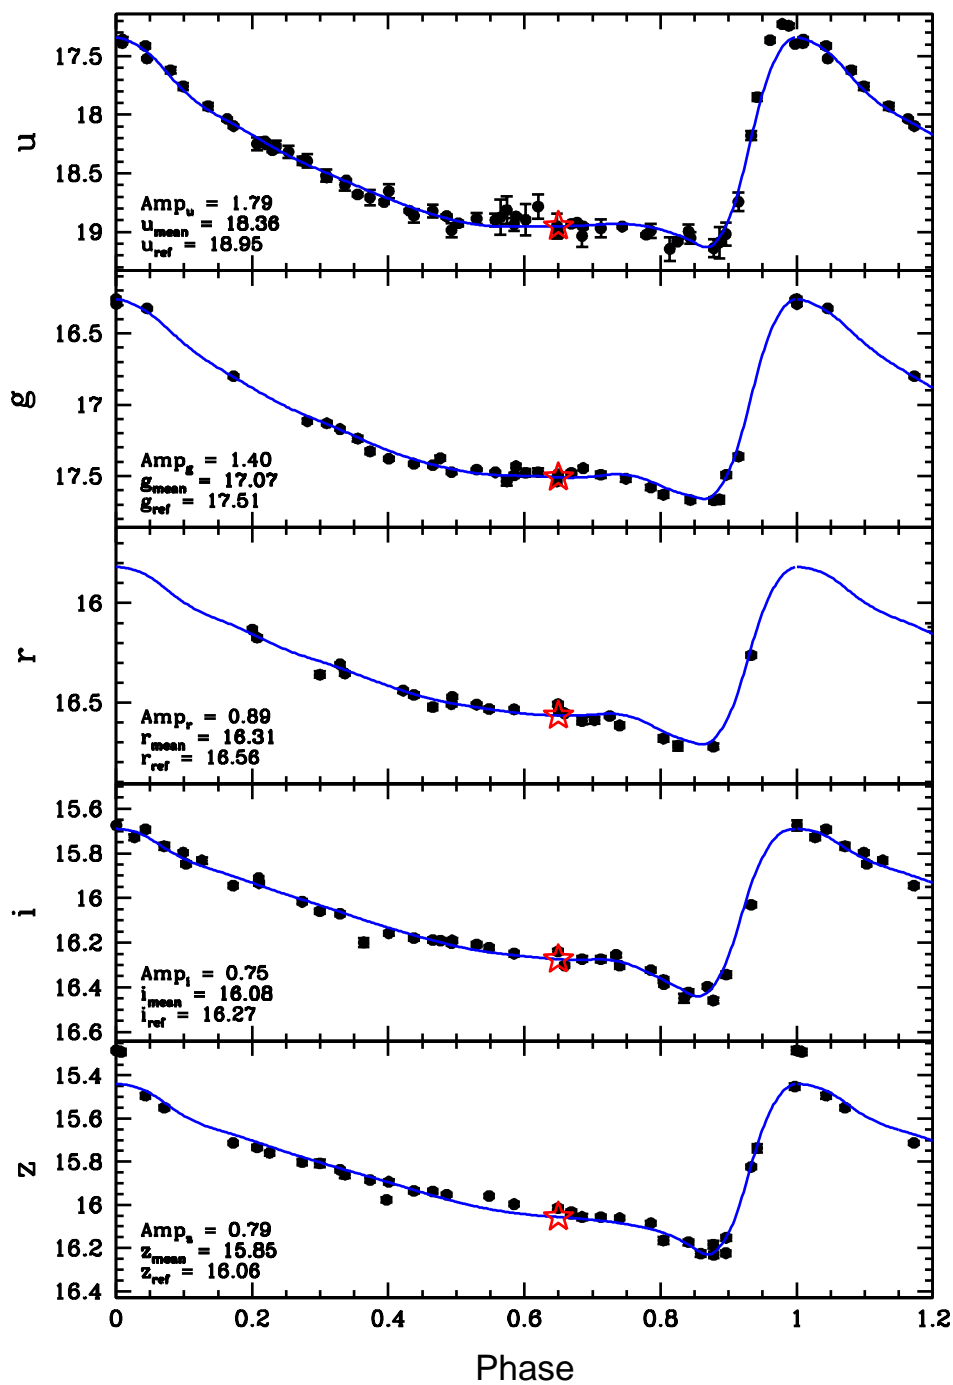 17.5
18
18.5
19
u
Amp_u = 1.79
u_mean = 18.36
u_ref = 18.95
16.5
17
17.5
g
Amp_g = 1.40
g_mean = 17.07
g_ref = 17.51
16
16.5
r
Amp_r = 0.89
r_mean = 16.31
r_ref = 16.56
15.6
15.8
16
16.2
16.4
16.6
i
Amp_i = 0.75
i_mean = 16.08
i_ref = 16.27
15.4
15.6
15.8
16
16.2
16.4
z
Amp_z = 0.79
z_mean = 15.85
z_ref = 16.06
0 0.2 0.4 0.6 0.8 1 1.2
Phase